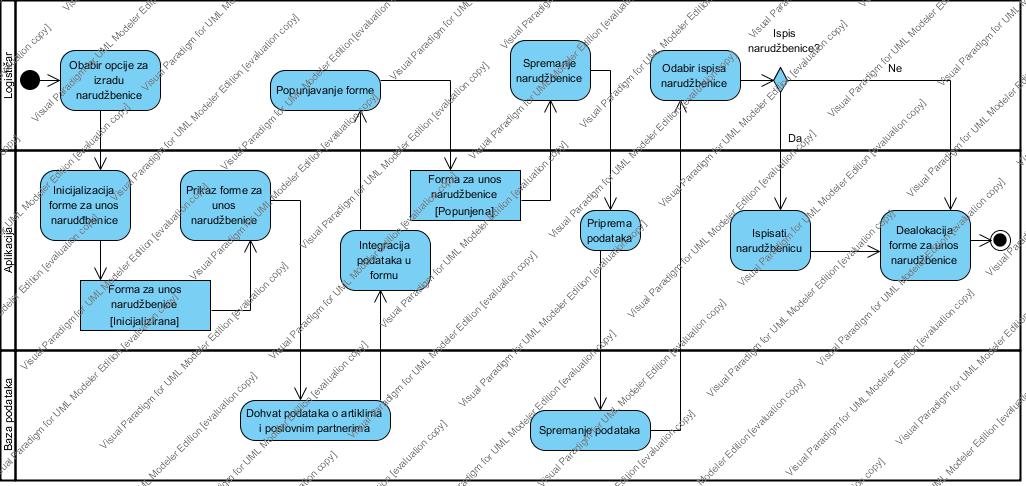 Logističar
Obabir opcije za
izradu
narudžbenice
Popunjavanje forme
Spremanje
narudžbenice
Odabir ispisa
narudžbenice
Ispis
narudžbenice?
Ne
Da
Aplikacija
Inicijalizacija
forme za unos
narudđbenice
Prikaz forme za
unos
narudžbenice
Forma za unos
narudžbenice
[Inicijalizirana]
Integracija
podataka u
formu
Forma za unos
narudžbenice
[Popunjena]
Priprema
podataka
Ispisati
narudžbenicu
Dealokacija
forme za unos
narudžbenice
Baza podataka
Dohvat podataka o artiklima
i poslovnim partnerima
Spremanje podataka
Visual Paradigm for UML Modeler Edition [evaluation copy]